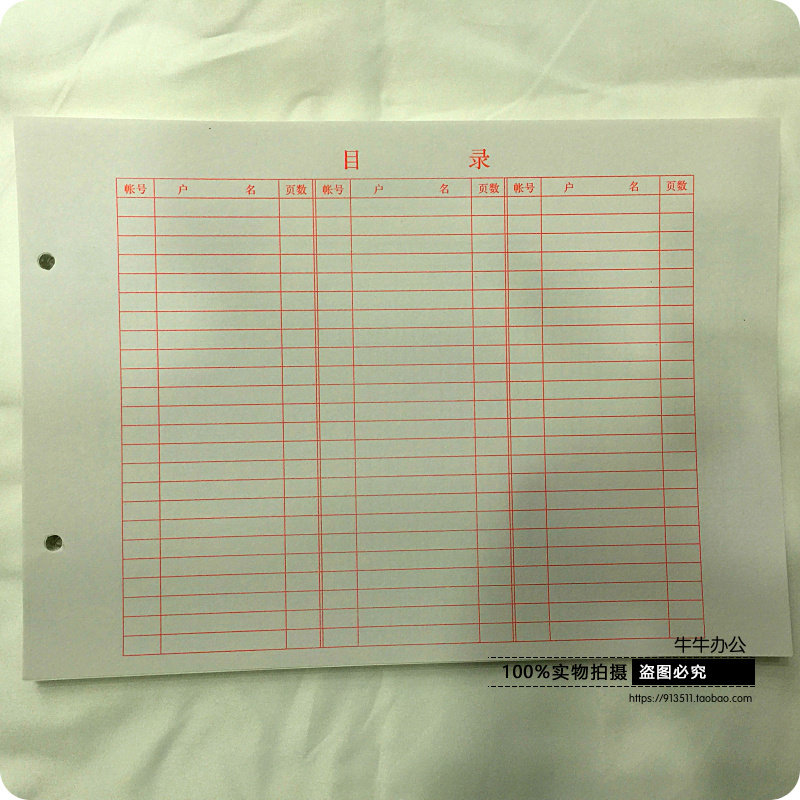 目 录
帐号 户 名 页数 帐号 户 名 页数 帐号 户 名 页数
牛牛办公
100%实物拍摄 盗图必究
https://913511.taobao.com